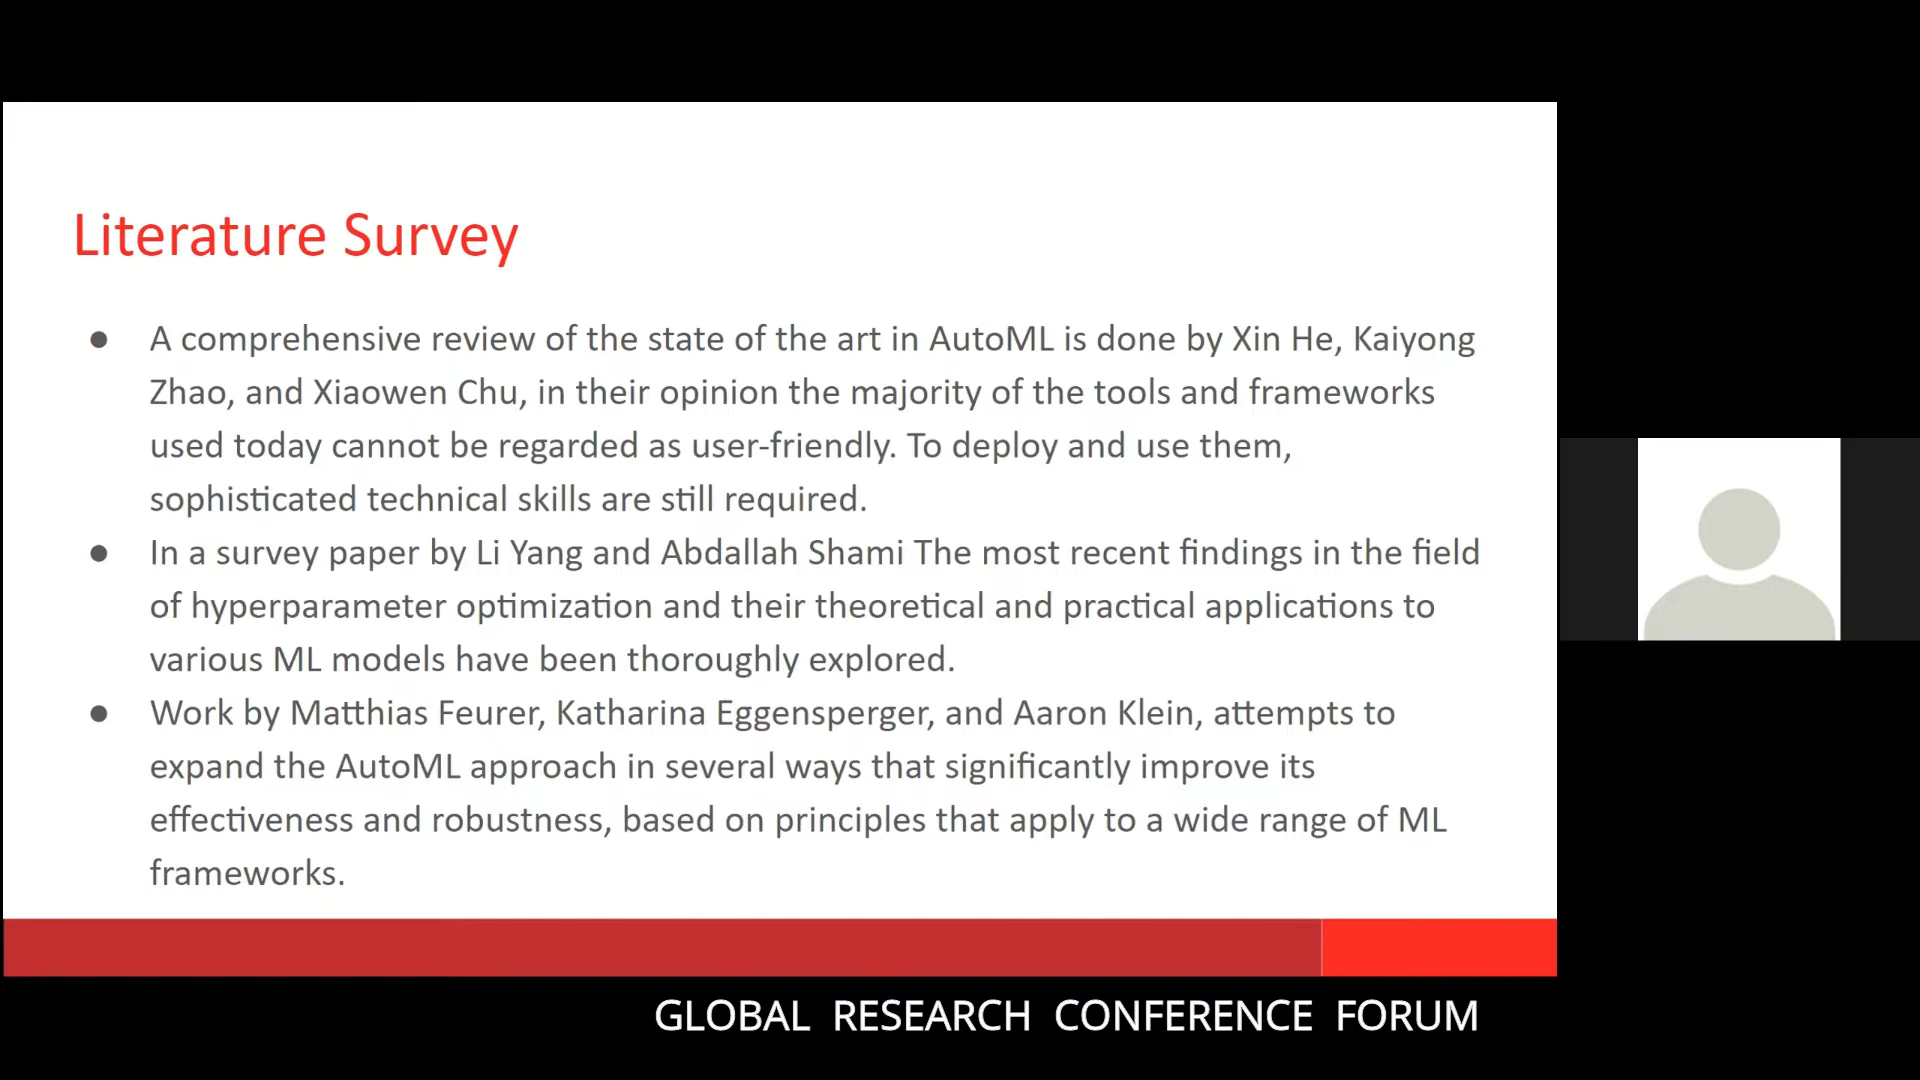 Literature Survey
● A comprehensive review of the state of the art in AutoML is done by Xin He, Kaiyong
Zhao, and Xiaowen Chu, in their opinion the majority of the tools and frameworks
used today cannot be regarded as user-friendly. To deploy and use them,
sophisticated technical skills are still required.
● In a survey paper by Li Yang and Abdallah Shami The most recent findings in the field
of hyperparameter optimization and their theoretical and practical applications to
various ML models have been thoroughly explored.
● Work by Matthias Feurer, Katharina Eggensperger, and Aaron Klein, attempts to
expand the AutoML approach in several ways that significantly improve its
effectiveness and robustness, based on principles that apply to a wide range of ML
frameworks.
GLOBAL RESEARCH CONFERENCE FORUM